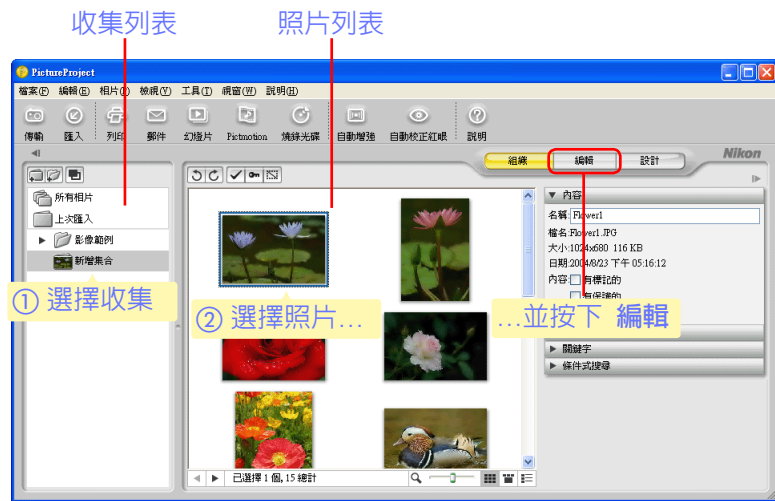 收集列表
照片列表
PictureProject
檔案(F) 編輯(E) 相片(P) 檢視(V) 工具(T) 視窗(W) 説明(H)
傳輸 匯入 列印 郵件 幻燈片 Pictmotion 燒錄光碟 自動增強 自動校正紅眼 説明
組織 編輯 設計 Nikon
所有相片
上次匯入
影像範例
新增集合
① 選擇收集
② 選擇照片...
...並按下 編輯
內容
名稱: Flower1
檔名:Flower1.JPG
大小:1024x680 116 KB
日期:2004/8/23 下午 05:16:12
內容: 有標記的
有保護的
關鍵字
條件式搜尋
已選擇 1 個, 15 總計